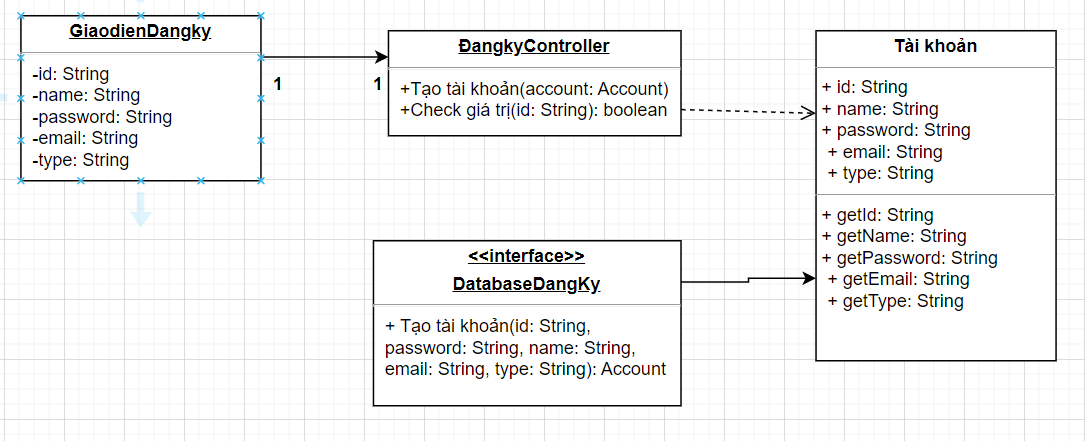 GiaodienDangky
-id: String
-name: String
-password: String
-email: String
-type: String
1
1
ĐangkyController
+Tạo tài khoản(account: Account)
+Check giá trị(id: String): boolean
Tài khoản
+ id: String
+ name: String
+ password: String
+ email: String
+ type: String
+ getId: String
+ getName: String
+ getPassword: String
+ getEmail: String
+ getType: String
<<interface>>
DatabaseDangKy
+ Tạo tài khoản(id: String,
password: String, name: String,
email: String, type: String): Account